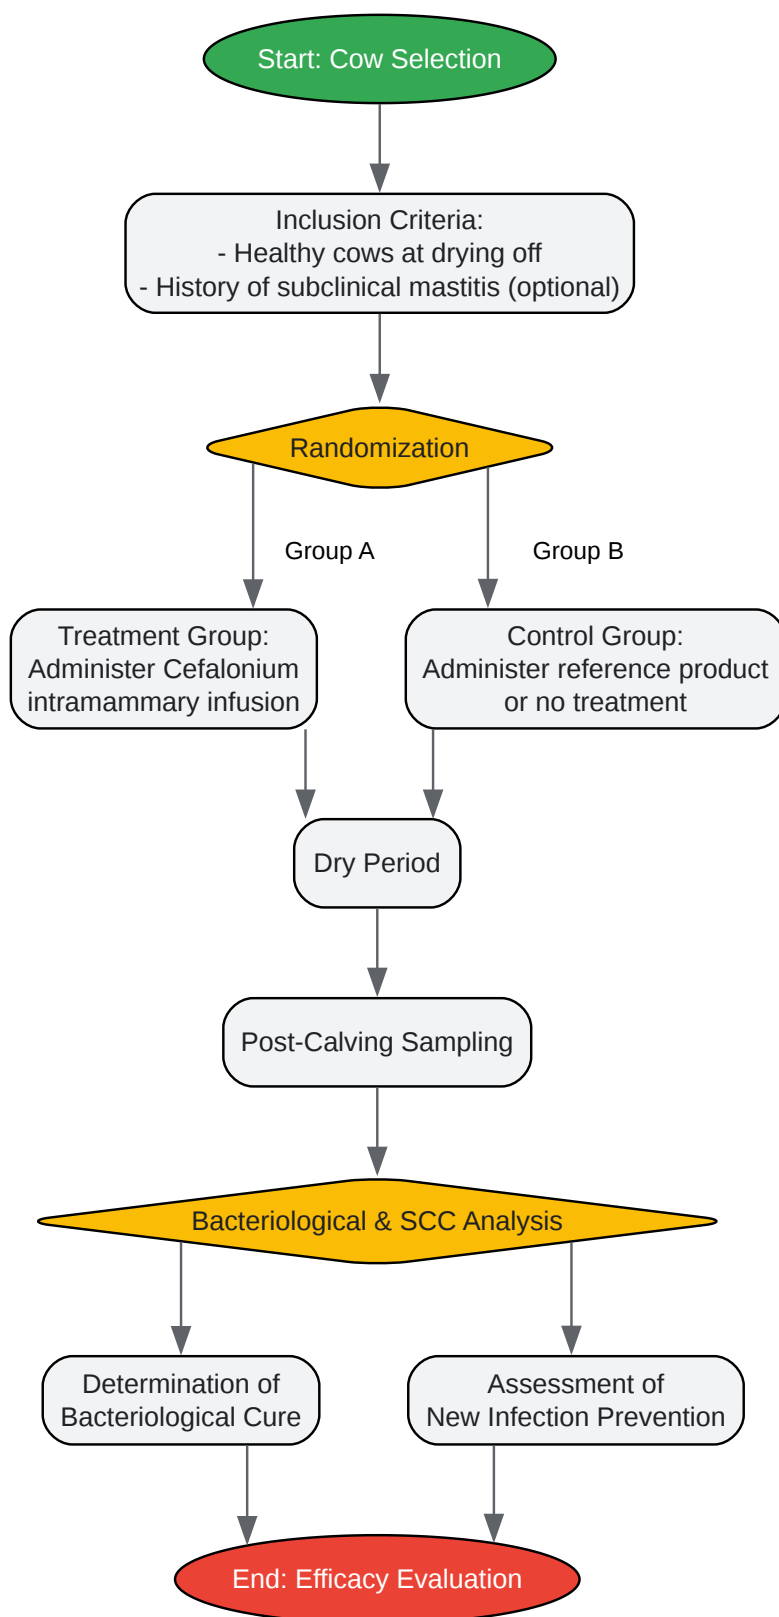 Start: Cow Selection
Inclusion Criteria:
- Healthy cows at drying off
- History of subclinical mastitis (optional)
Randomization
Group A
Group B
Treatment Group:
Administer Cefalonium
intramammary infusion
Control Group:
Administer reference product
or no treatment
Dry Period
Post-Calving Sampling
Bacteriological & SCC Analysis
Determination of
Bacteriological Cure
Assessment of
New Infection Prevention
End: Efficacy Evaluation